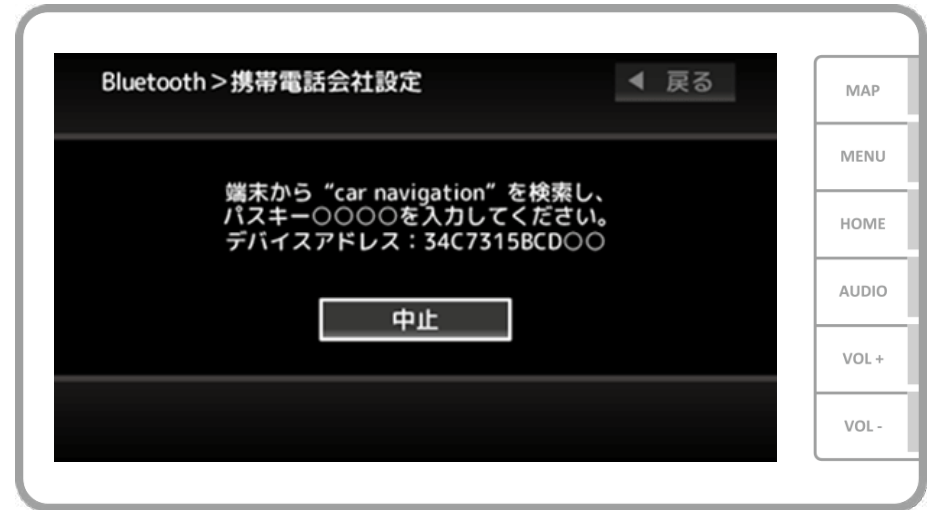 Bluetooth>携帯電話会社設定
◀ 戻る
端末から“car navigation”を検索し、
パスキー○○○○を入力してください。
デバイスアドレス：34C7315BCD○○
中止
MAP
MENU
HOME
AUDIO
VOL +
VOL -